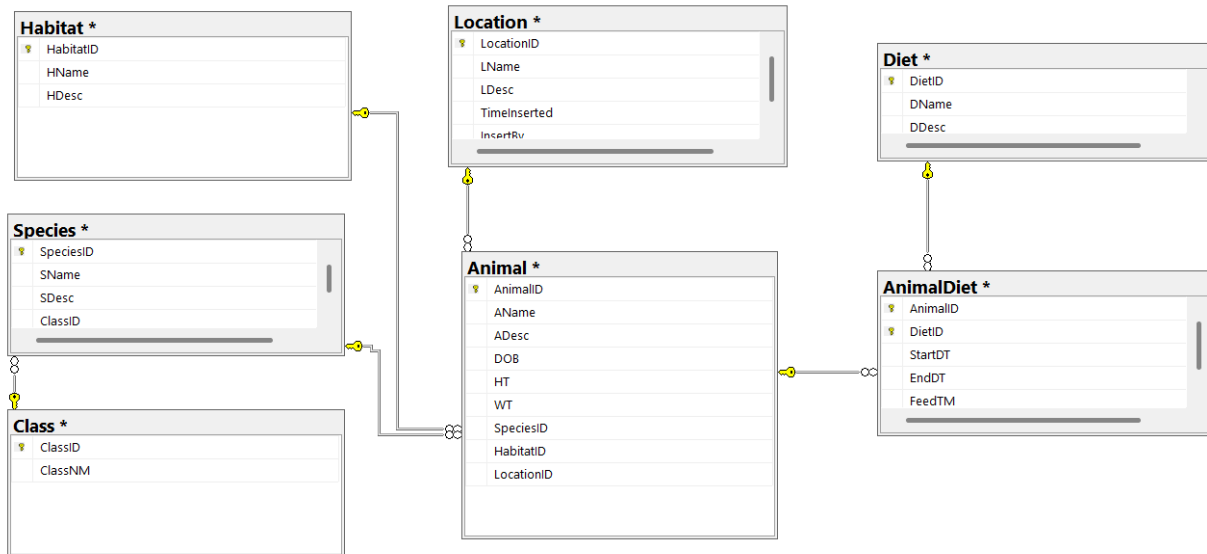 Habitat *
HabitatID
HName
HDesc
Location *
LocationID
LName
LDesc
TimeInserted
InsertBy
Diet *
DietID
DName
DDesc
Species *
SpeciesID
SName
SDesc
ClassID
Animal *
AnimalID
AName
ADesc
DOB
HT
WT
SpeciesID
HabitatID
LocationID
AnimalDiet *
AnimalID
DietID
StartDT
EndDT
FeedTM
Class *
ClassID
ClassNM